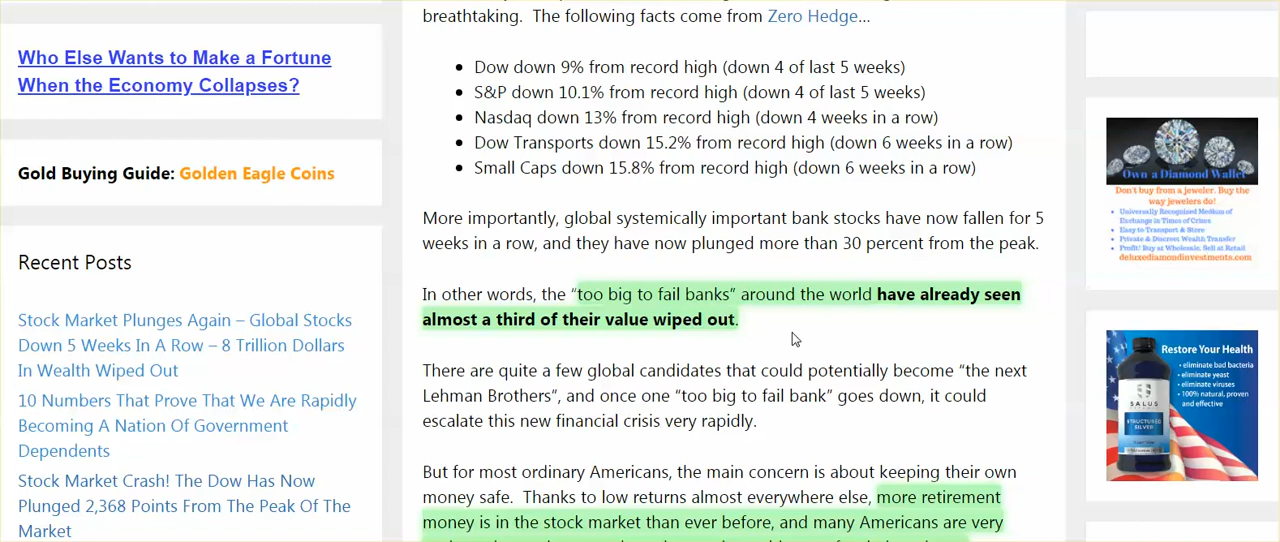 Who Else Wants to Make a Fortune
When the Economy Collapses?
Gold Buying Guide: Golden Eagle Coins
Recent Posts
Stock Market Plunges Again – Global Stocks
Down 5 Weeks In A Row – 8 Trillion Dollars
In Wealth Wiped Out
10 Numbers That Prove That We Are Rapidly
Becoming A Nation Of Government
Dependents
Stock Market Crash! The Dow Has Now
Plunged 2,368 Points From The Peak Of The
Market
breathtaking. The following facts come from Zero Hedge…
• Dow down 9% from record high (down 4 of last 5 weeks)
• S&P down 10.1% from record high (down 4 of last 5 weeks)
• Nasdaq down 13% from record high (down 4 weeks in a row)
• Dow Transports down 15.2% from record high (down 6 weeks in a row)
• Small Caps down 15.8% from record high (down 6 weeks in a row)
More importantly, global systemically important bank stocks have now fallen for 5
weeks in a row, and they have now plunged more than 30 percent from the peak.
In other words, the “too big to fail banks” around the world have already seen
almost a third of their value wiped out.
There are quite a few global candidates that could potentially become “the next
Lehman Brothers”, and once one “too big to fail bank” goes down, it could
escalate this new financial crisis very rapidly.
But for most ordinary Americans, the main concern is about keeping their own
money safe. Thanks to low returns almost everywhere else, more retirement
money is in the stock market than ever before, and many Americans are very
Own a Diamond Wallet
Don't buy from a jeweler. Buy the
way jewelers do!
• Universally Recognized Medium of
Exchange in Times of Crises
• Easy to Transport & Store
• Private & Discreet Wealth Transfer
• Profit! Buy at Wholesale, Sell at Retail
deluxediamondinvestments.com
Restore Your Health
• eliminate bad bacteria
• eliminate yeast
• eliminate viruses
• 100% natural, proven
and effective
SALUS
STRUCTURED
SILVER